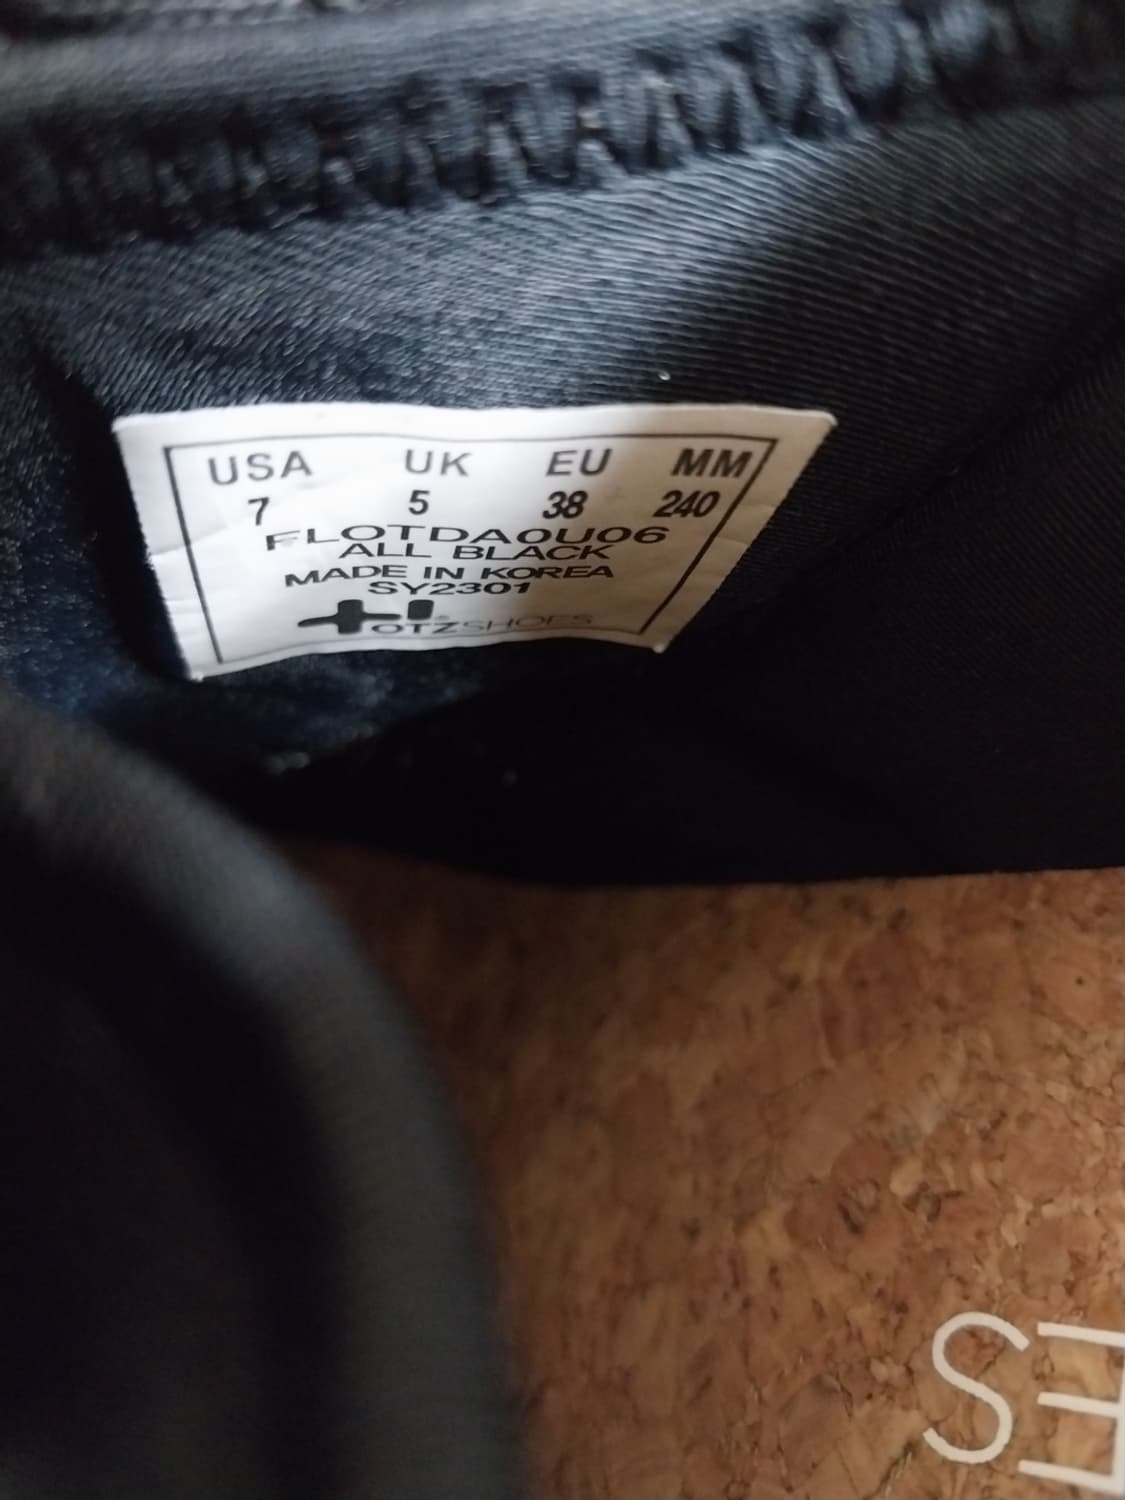 USA UK EU MM
7 5 38 240
FLOTDA0U06
ALL BLACK
MADE IN KOREA
SY2301
OTZSHOES